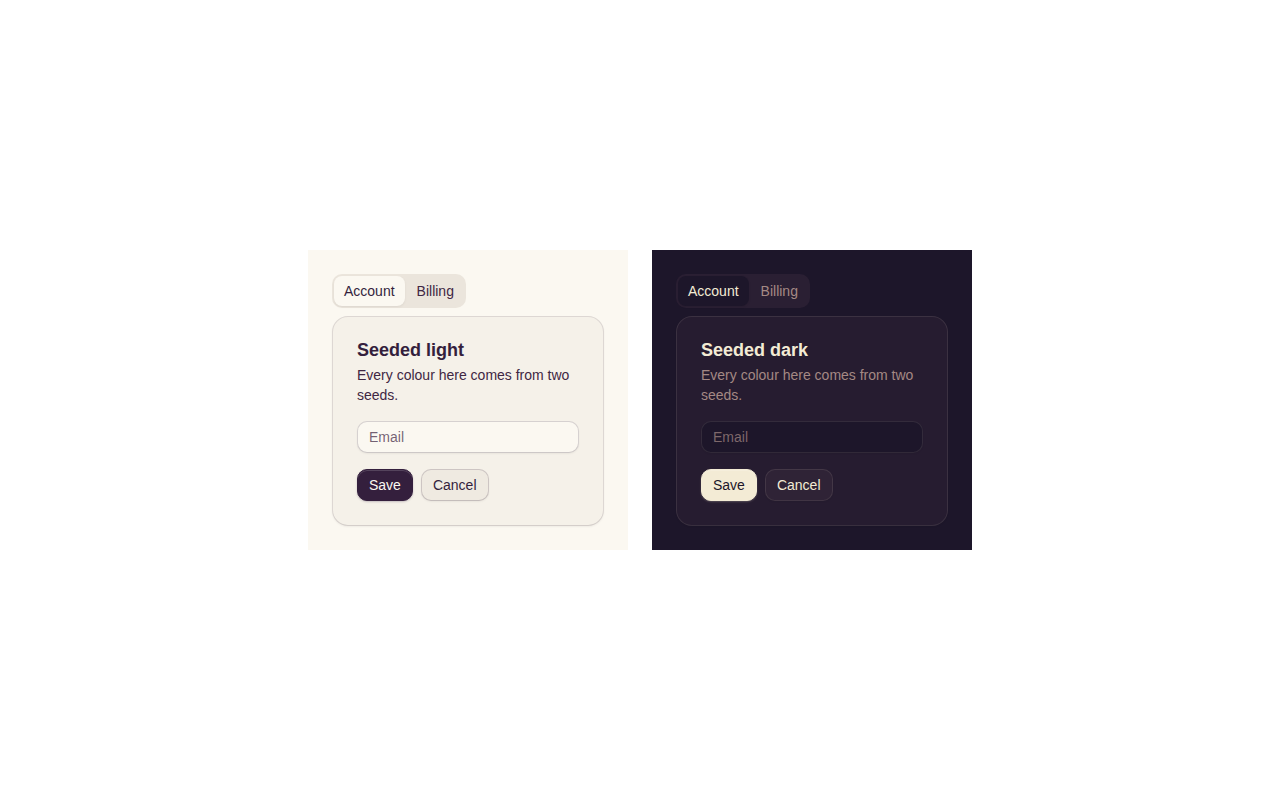 Account Billing
Seeded light
Every colour here comes from two
seeds.
Email
Save Cancel
Account Billing
Seeded dark
Every colour here comes from two
seeds.
Email
Save Cancel